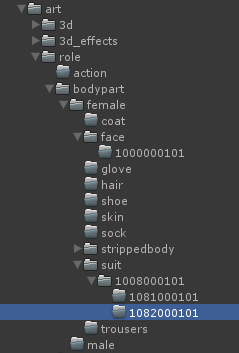 art
3d
3d_effects
role
action
bodypart
female
coat
face
1000000101
glove
hair
shoe
skin
sock
strippedbody
suit
1008000101
1081000101
1082000101
trousers
male